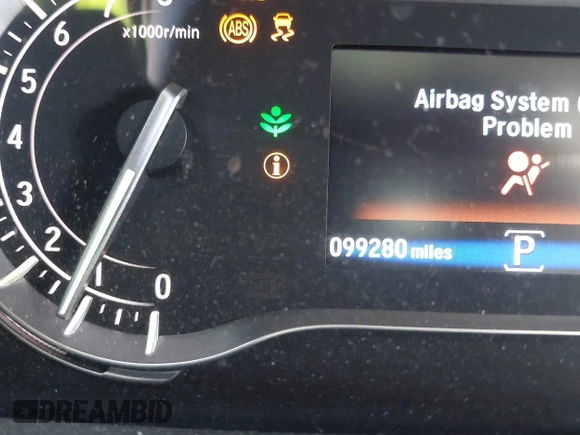 x1000r/min
ABS
6
5
4
3
2
1
0
Airbag System
Problem
i
099280 miles
P
DREAMBID